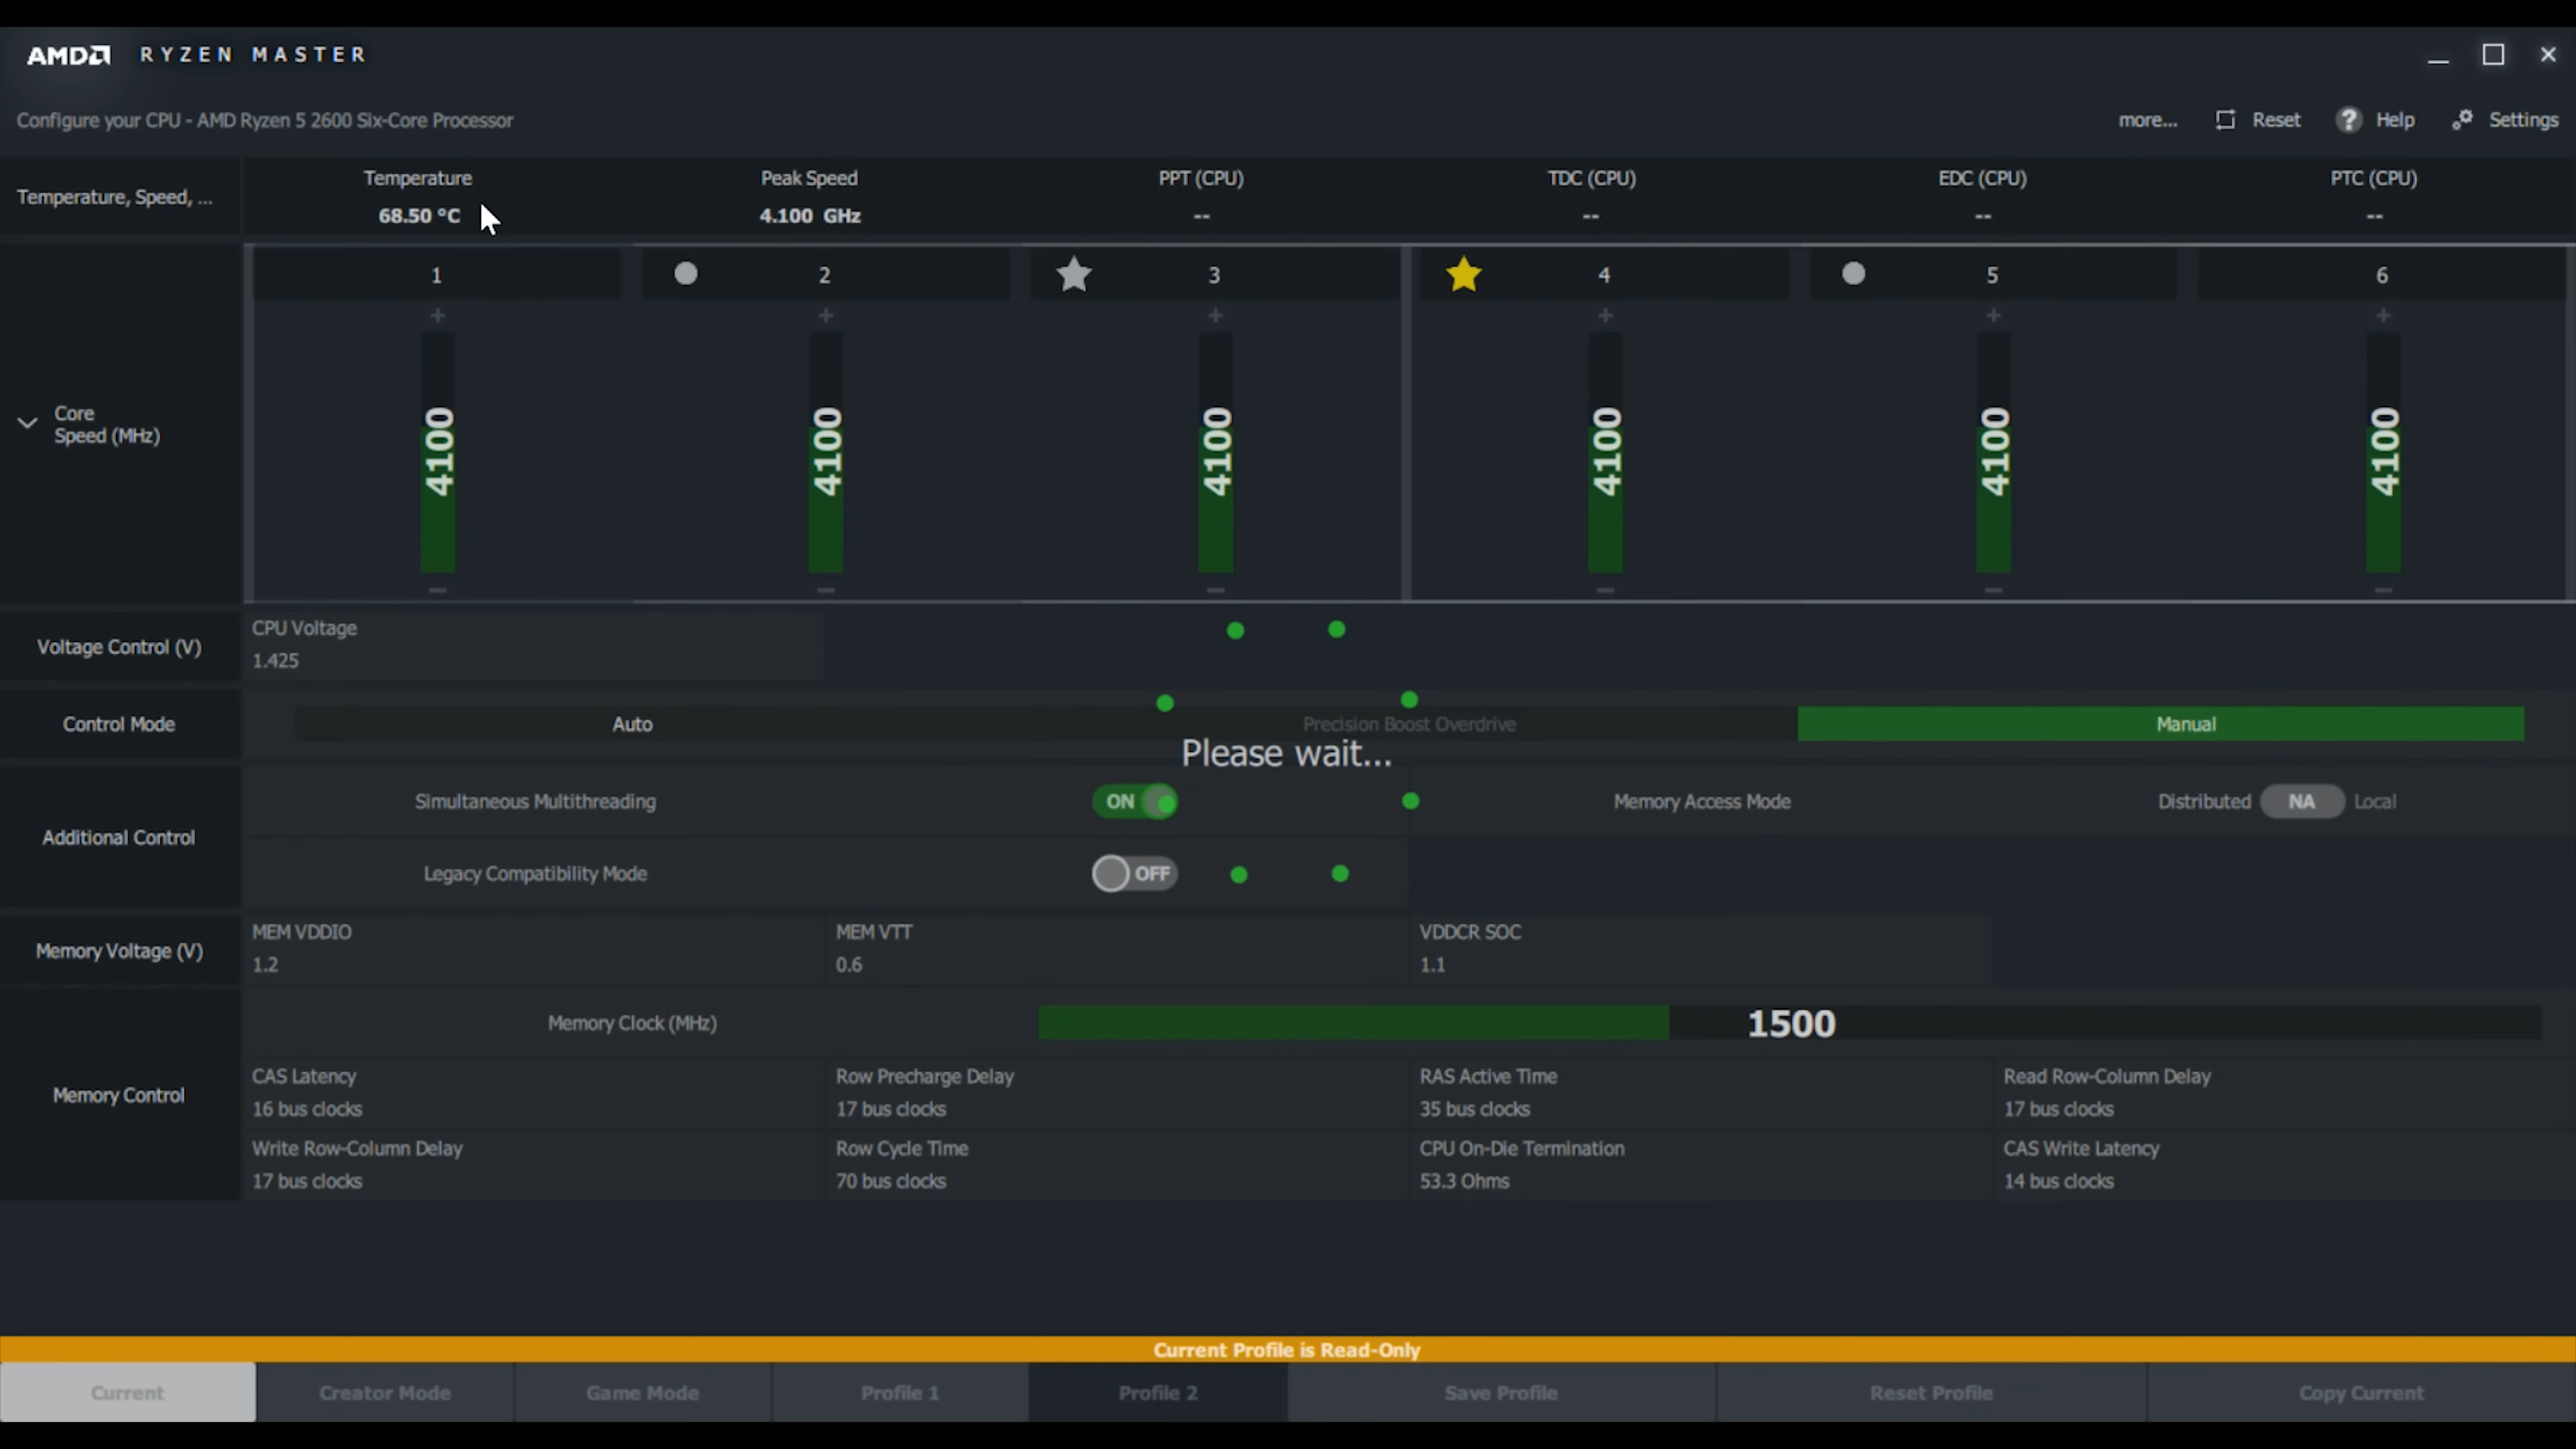 AMD RYZEN MASTER
Configure your CPU - AMD Ryzen 5 2600 Six-Core Processor
more... Reset ? Help Settings
Temperature, Speed, ...
Temperature Peak Speed PPT (CPU) TDC (CPU) EDC (CPU) PTC (CPU)
68.50 °C 4.100 GHz -- -- -- --
1 2 3 4 5 6
+ + + + + +
Core
Speed (MHz)
4100 4100 4100 4100 4100 4100
− − − − − −
Voltage Control (V)
CPU Voltage
1.425
Control Mode Auto Precision Boost Overdrive Manual
Please wait...
Additional Control
Simultaneous Multithreading ON Memory Access Mode Distributed NA Local
Legacy Compatibility Mode OFF
Memory Voltage (V)
MEM VDDIO MEM VTT VDDCR SOC
1.2 0.6 1.1
Memory Control
Memory Clock (MHz) 1500
CAS Latency Row Precharge Delay RAS Active Time Read Row-Column Delay
16 bus clocks 17 bus clocks 35 bus clocks 17 bus clocks
Write Row-Column Delay Row Cycle Time CPU On-Die Termination CAS Write Latency
17 bus clocks 70 bus clocks 53.3 Ohms 14 bus clocks
Current Profile is Read-Only
Current Creator Mode Game Mode Profile 1 Profile 2 Save Profile Reset Profile Copy Current